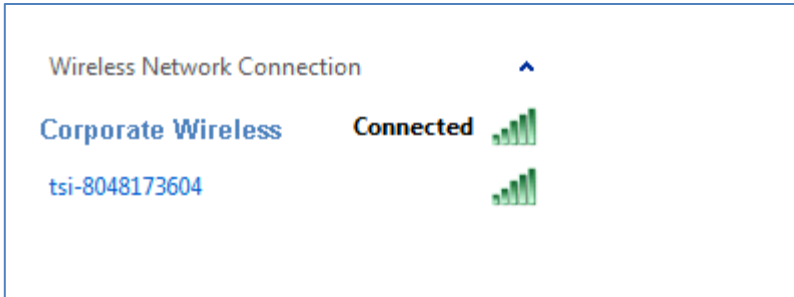 Wireless Network Connection
Corporate Wireless Connected
tsi-8048173604